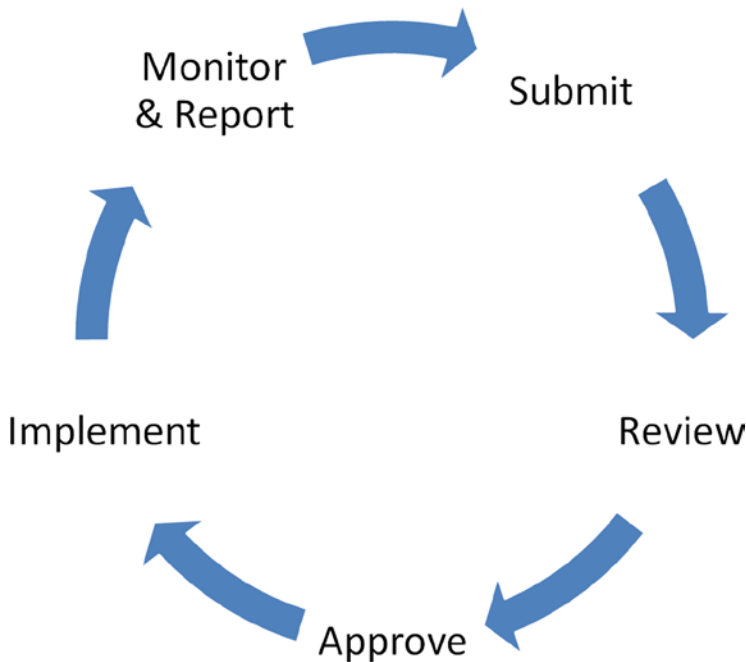 Monitor
& Report
Submit
Review
Approve
Implement